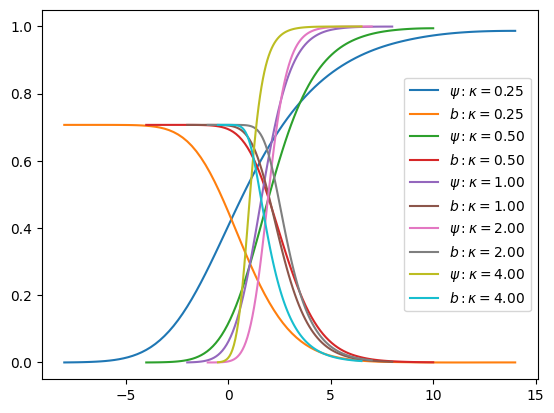 1.0
0.8
0.6
0.4
0.2
0.0
−5
0
5
10
15
ψ : κ = 0.25
b : κ = 0.25
ψ : κ = 0.50
b : κ = 0.50
ψ : κ = 1.00
b : κ = 1.00
ψ : κ = 2.00
b : κ = 2.00
ψ : κ = 4.00
b : κ = 4.00